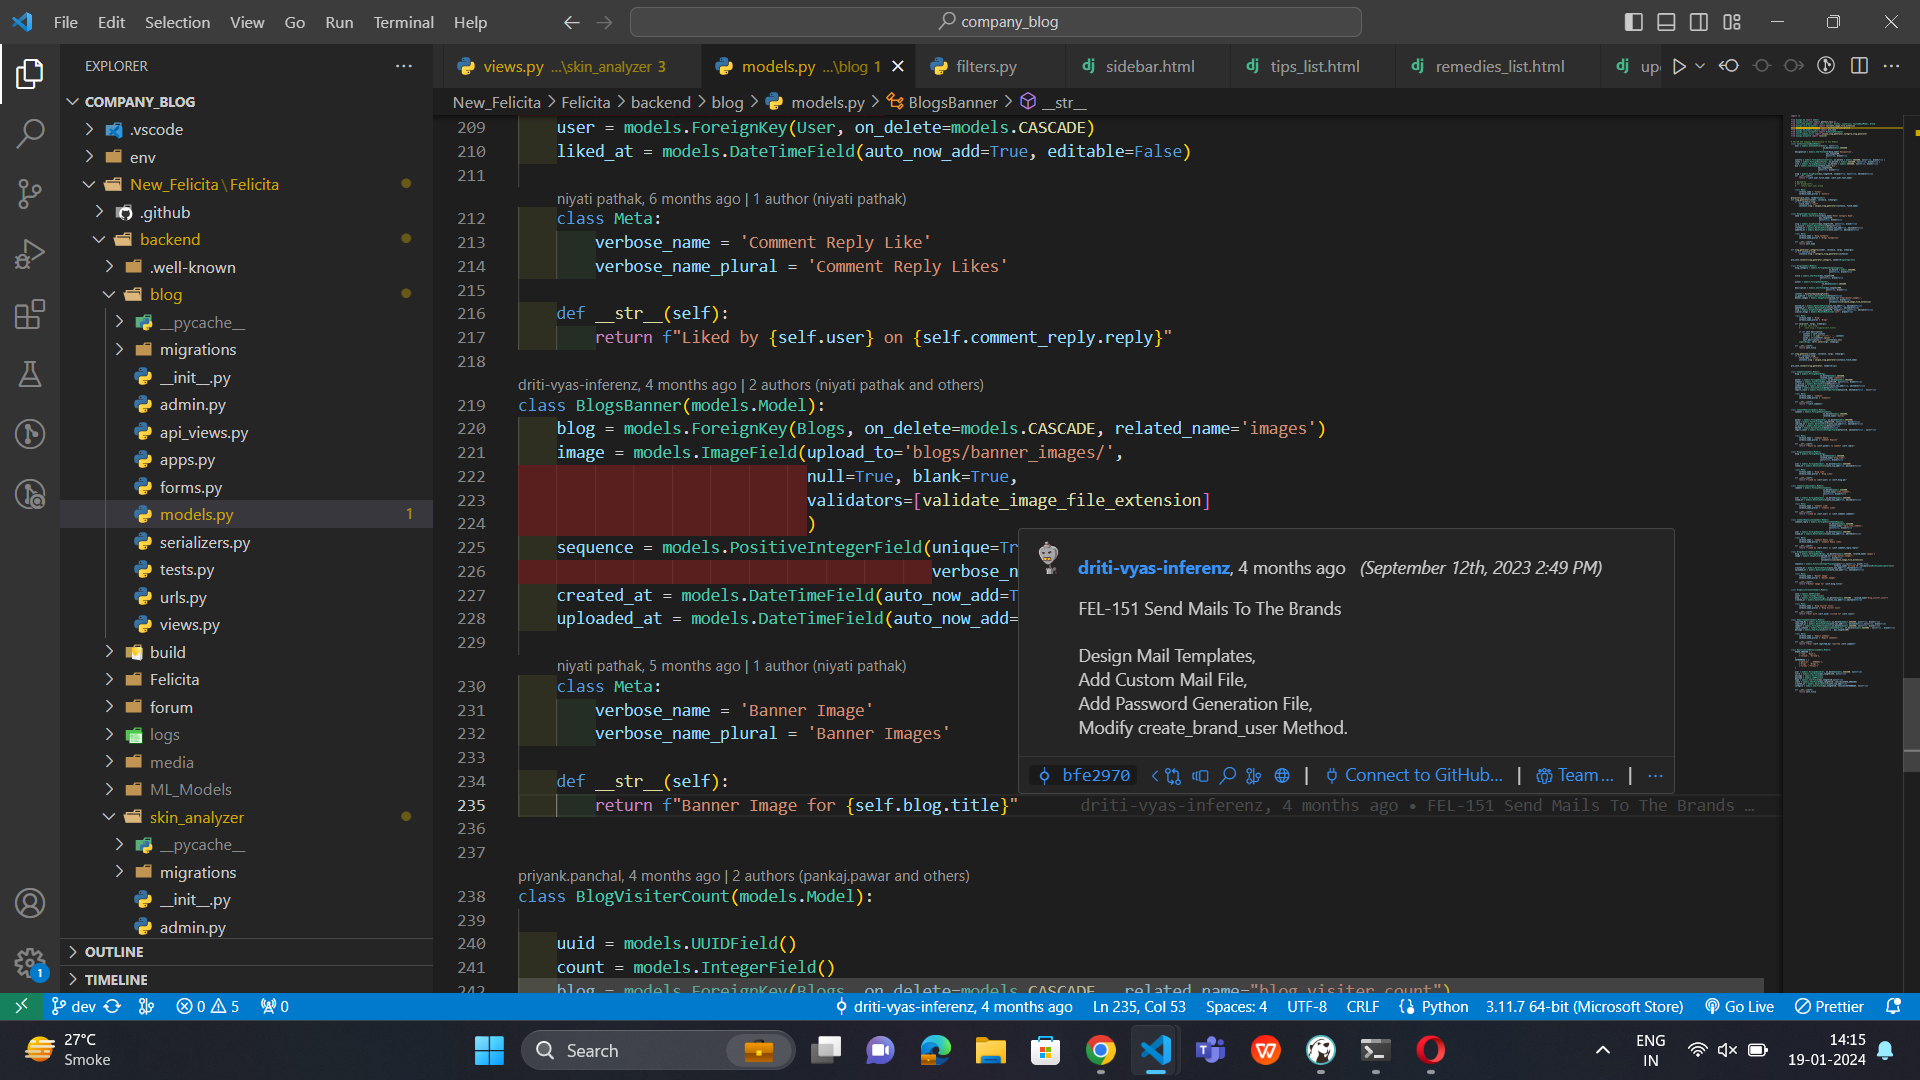 File Edit Selection View Go Run Terminal Help
company_blog
EXPLORER
views.py ...\skin_analyzer 3
models.py ...\blog 1
filters.py
sidebar.html
tips_list.html
remedies_list.html
New_Felicita > Felicita > backend > blog > models.py > BlogsBanner > __str__
COMPANY_BLOG
.vscode
env
New_Felicita \ Felicita
.github
backend
.well-known
blog
__pycache__
migrations
__init__.py
admin.py
api_views.py
apps.py
forms.py
models.py 1
serializers.py
tests.py
urls.py
views.py
build
Felicita
forum
logs
media
ML_Models
skin_analyzer
__pycache__
migrations
__init__.py
admin.py
OUTLINE
TIMELINE
209 user = models.ForeignKey(User, on_delete=models.CASCADE)
210 liked_at = models.DateTimeField(auto_now_add=True, editable=False)
211
niyati pathak, 6 months ago | 1 author (niyati pathak)
212 class Meta:
213 verbose_name = 'Comment Reply Like'
214 verbose_name_plural = 'Comment Reply Likes'
215
216 def __str__(self):
217 return f"Liked by {self.user} on {self.comment_reply.reply}"
218
driti-vyas-inferenz, 4 months ago | 2 authors (niyati pathak and others)
219 class BlogsBanner(models.Model):
220 blog = models.ForeignKey(Blogs, on_delete=models.CASCADE, related_name='images')
221 image = models.ImageField(upload_to='blogs/banner_images/',
222 null=True, blank=True,
223 validators=[validate_image_file_extension]
224 )
225 sequence = models.PositiveIntegerField(unique=Tr
226 verbose_n
227 created_at = models.DateTimeField(auto_now_add=T
228 uploaded_at = models.DateTimeField(auto_now_add=
229
niyati pathak, 5 months ago | 1 author (niyati pathak)
230 class Meta:
231 verbose_name = 'Banner Image'
232 verbose_name_plural = 'Banner Images'
233
234 def __str__(self):
235 return f"Banner Image for {self.blog.title}" driti-vyas-inferenz, 4 months ago • FEL-151 Send Mails To The Brands …
236
237
priyank.panchal, 4 months ago | 2 authors (pankaj.pawar and others)
238 class BlogVisiterCount(models.Model):
239
240 uuid = models.UUIDField()
241 count = models.IntegerField()
242 blog = models.ForeignKey(Blogs, on_delete=models.CASCADE, related_name="blog_visiter_count")
driti-vyas-inferenz, 4 months ago (September 12th, 2023 2:49 PM)
FEL-151 Send Mails To The Brands
Design Mail Templates,
Add Custom Mail File,
Add Password Generation File,
Modify create_brand_user Method.
bfe2970 | Connect to GitHub... | Team... | ...
dev 0 5 0
driti-vyas-inferenz, 4 months ago Ln 235, Col 53 Spaces: 4 UTF-8 CRLF Python 3.11.7 64-bit (Microsoft Store) Go Live Prettier
1
27°C
Smoke
Search
ENG
IN
14:15
19-01-2024